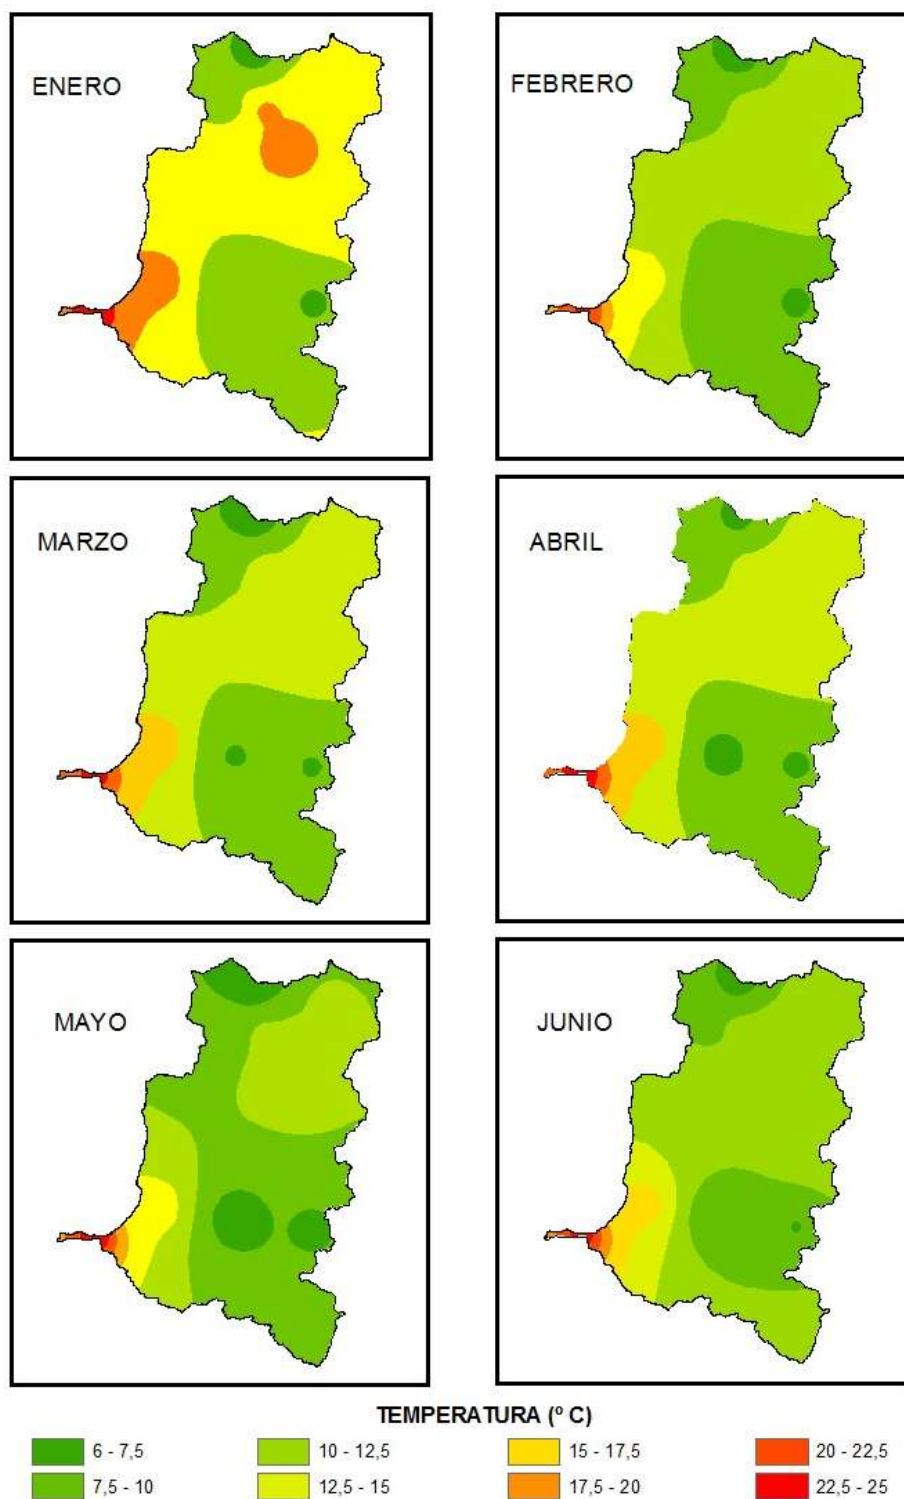 ENERO
FEBRERO
MARZO
ABRIL
MAYO
JUNIO
TEMPERATURA (º C)
6 - 7,5
10 - 12,5
15 - 17,5
20 - 22,5
7,5 - 10
12,5 - 15
17,5 - 20
22,5 - 25